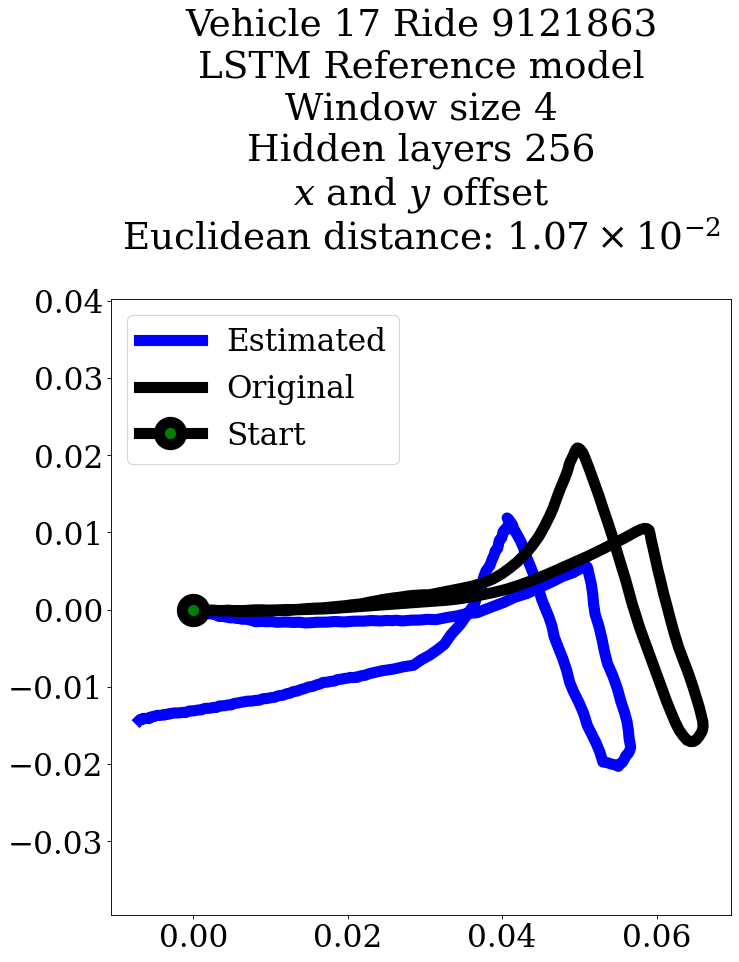 Vehicle 17 Ride 9121863
LSTM Reference model
Window size 4
Hidden layers 256
x and y offset
Euclidean distance: 1.07 × 10⁻²
0.04
Estimated
0.03
Original
0.02
Start
0.01
0.00
−0.01
−0.02
−0.03
0.00 0.02 0.04 0.06